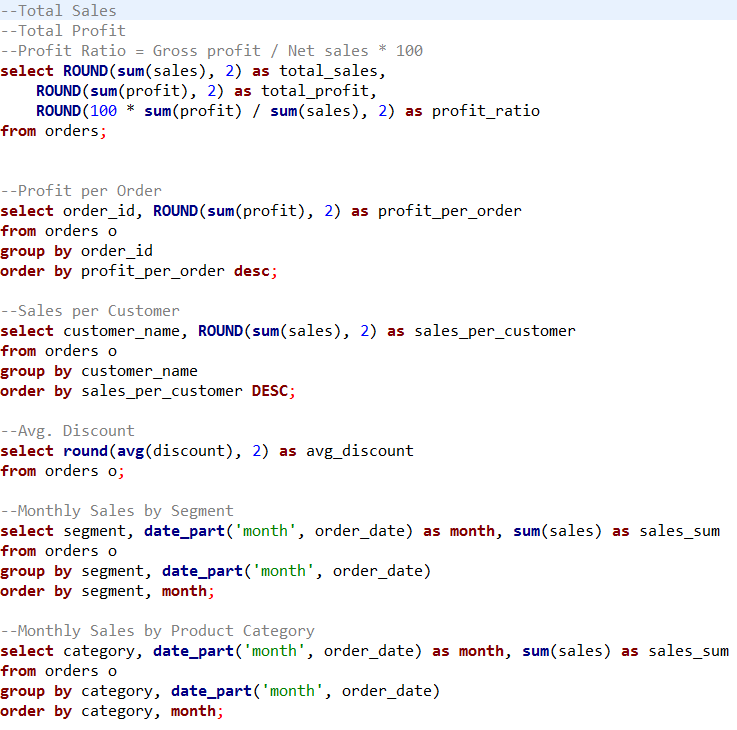 --Total Sales
--Total Profit
--Profit Ratio = Gross profit / Net sales * 100
select ROUND(sum(sales), 2) as total_sales,
    ROUND(sum(profit), 2) as total_profit,
    ROUND(100 * sum(profit) / sum(sales), 2) as profit_ratio
from orders;

--Profit per Order
select order_id, ROUND(sum(profit), 2) as profit_per_order
from orders o
group by order_id
order by profit_per_order desc;

--Sales per Customer
select customer_name, ROUND(sum(sales), 2) as sales_per_customer
from orders o
group by customer_name
order by sales_per_customer DESC;

--Avg. Discount
select round(avg(discount), 2) as avg_discount
from orders o;

--Monthly Sales by Segment
select segment, date_part('month', order_date) as month, sum(sales) as sales_sum
from orders o
group by segment, date_part('month', order_date)
order by segment, month;

--Monthly Sales by Product Category
select category, date_part('month', order_date) as month, sum(sales) as sales_sum
from orders o
group by category, date_part('month', order_date)
order by category, month;